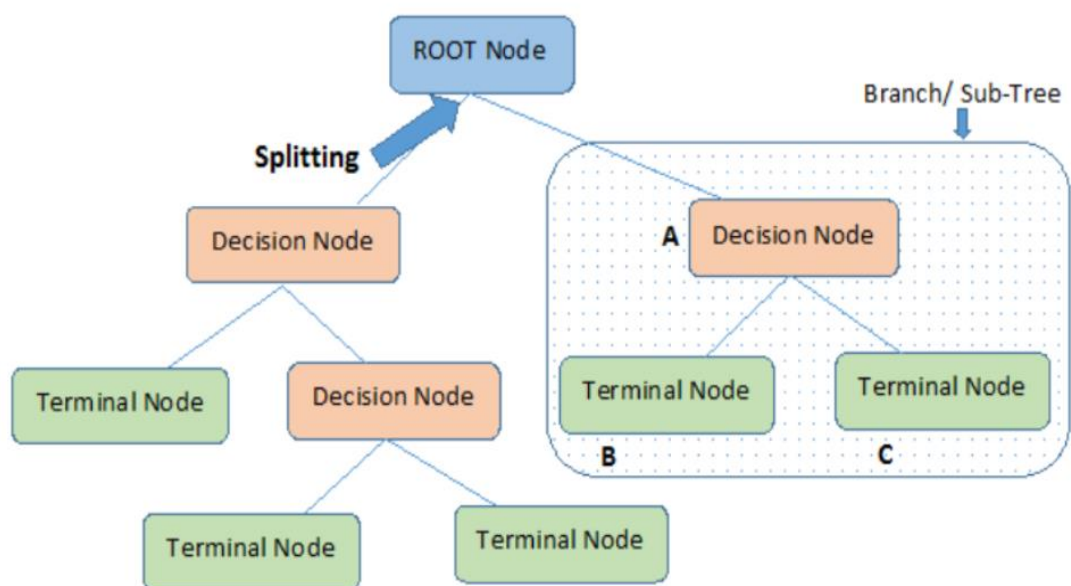 ROOT Node
Branch/ Sub-Tree
Splitting
Decision Node
A
Decision Node
Terminal Node
Decision Node
Terminal Node
Terminal Node
B
C
Terminal Node
Terminal Node